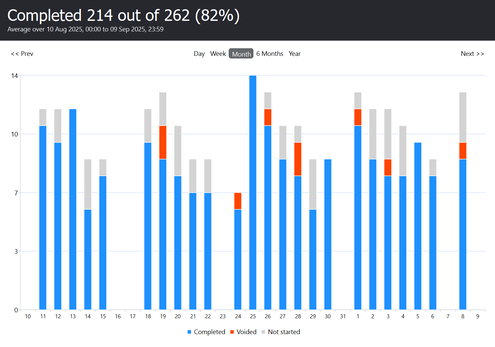 Completed 214 out of 262 (82%)
Average over 10 Aug 2025, 00:00 to 09 Sep 2025, 23:59
<< Prev Day Week Month 6 Months Year Next >>
14
10
7
3
0
10 11 12 13 14 15 16 17 18 19 20 21 22 23 24 25 26 27 28 29 30 31 1 2 3 4 5 6 7 8 9
Completed Voided Not started